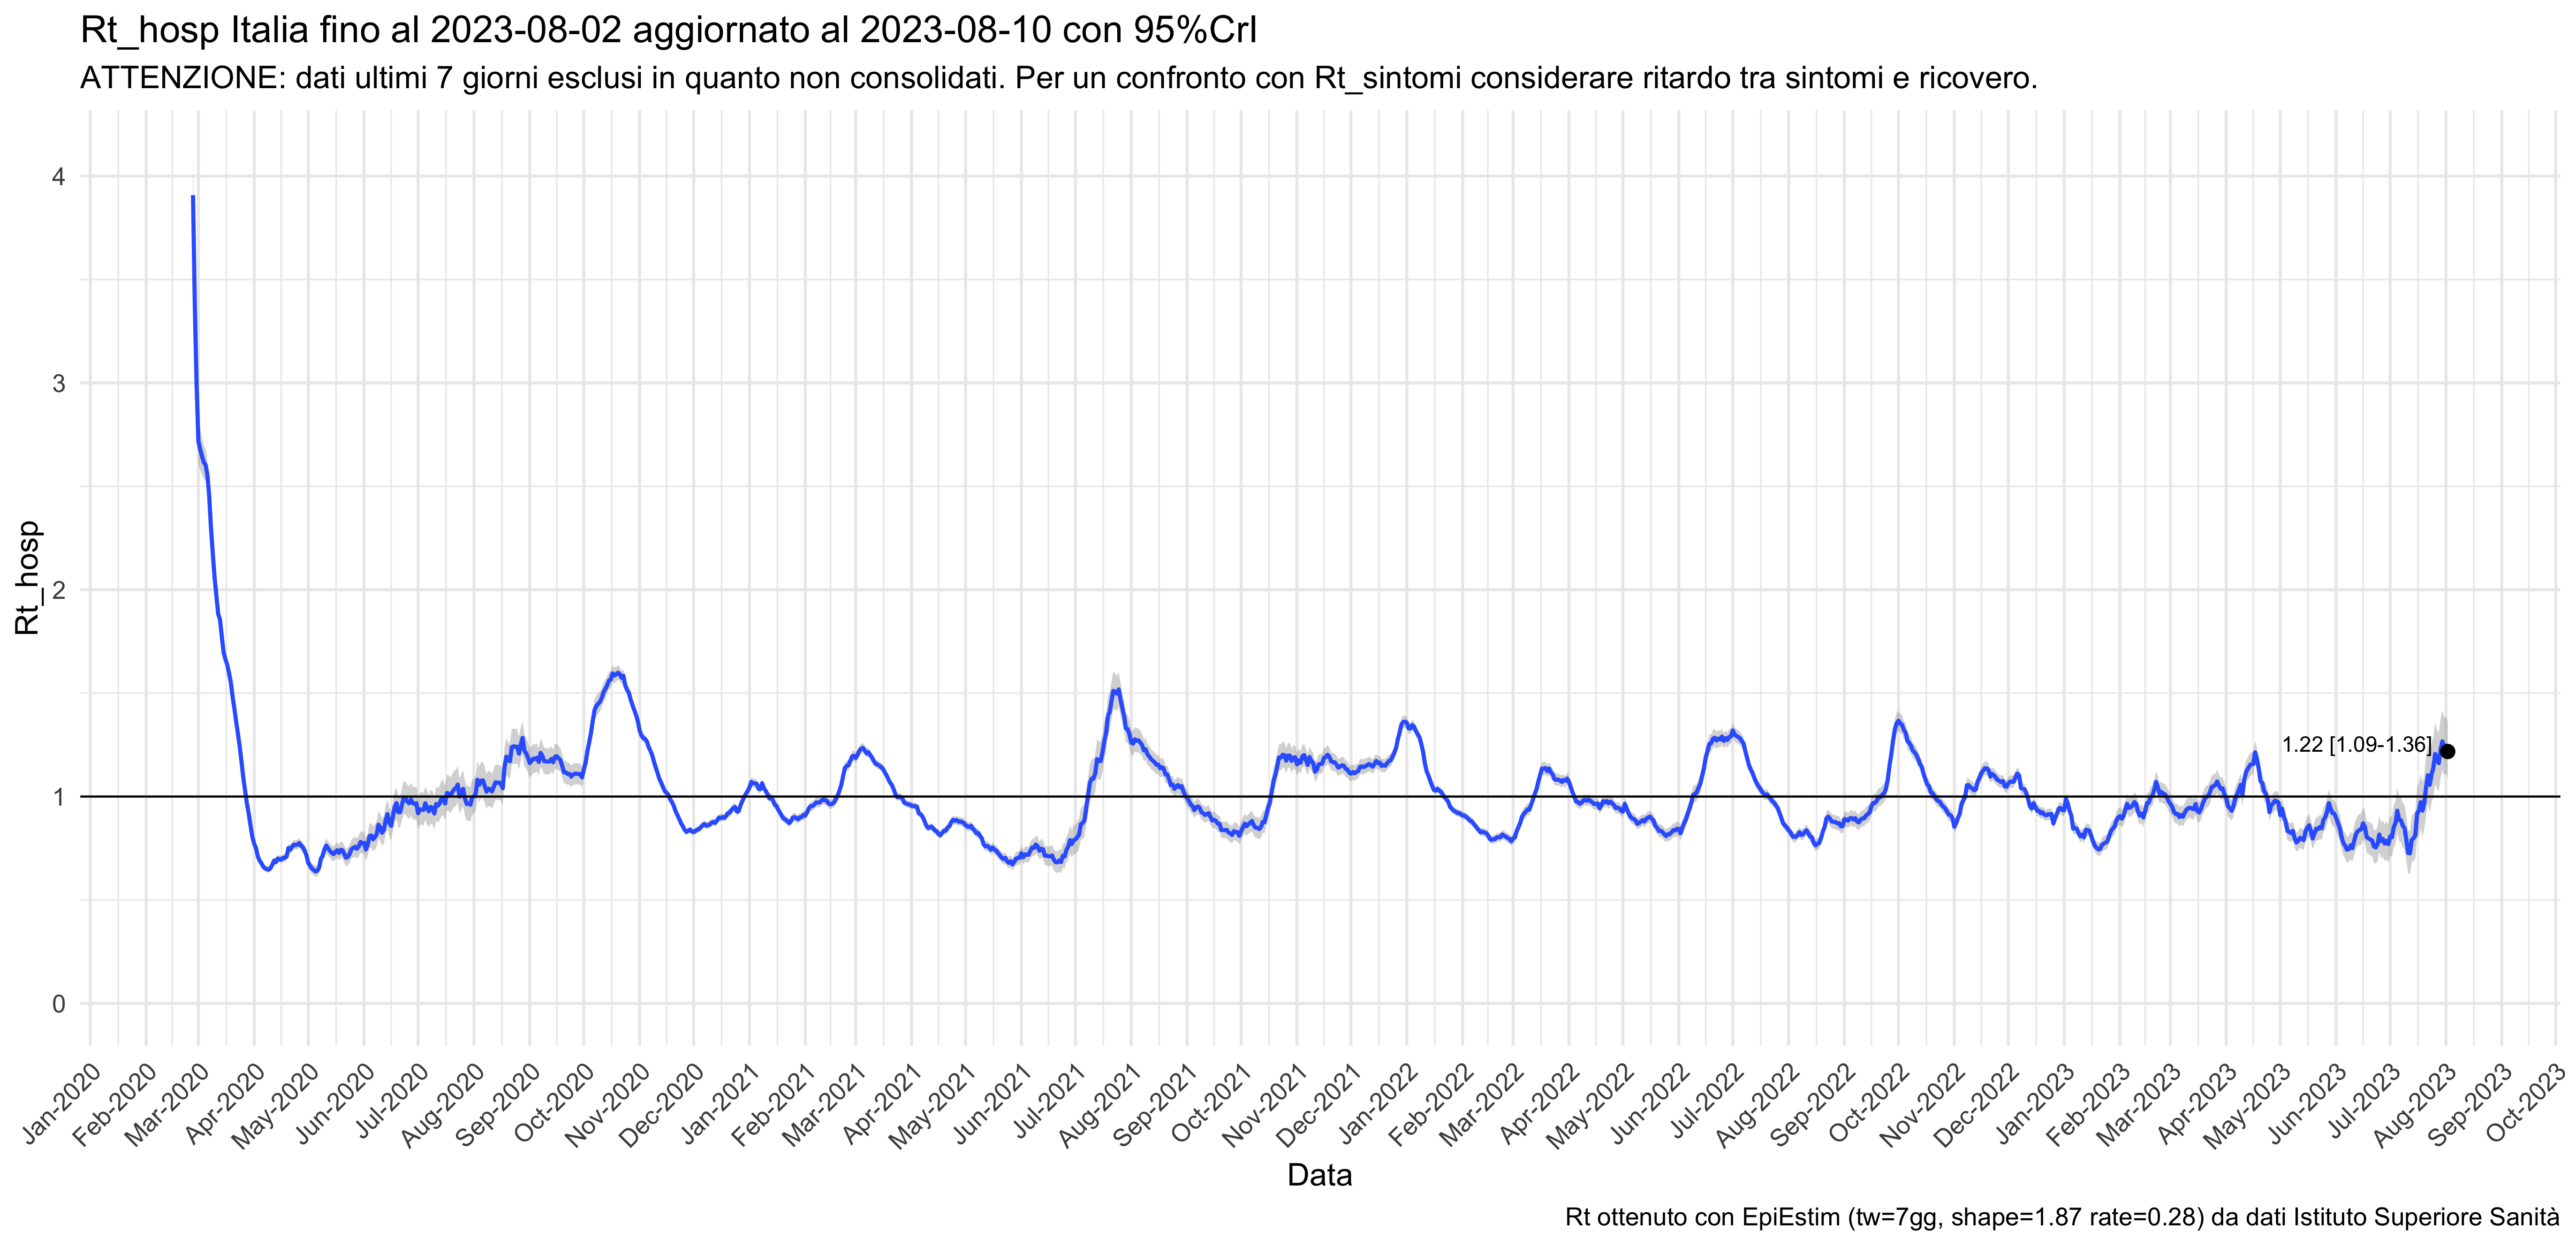 Rt_hosp Italia fino al 2023-08-02 aggiornato al 2023-08-10 con 95%CrI
ATTENZIONE: dati ultimi 7 giorni esclusi in quanto non consolidati. Per un confronto con Rt_sintomi considerare ritardo tra sintomi e ricovero.
4
3
2
1
0
Rt_hosp
1.22 [1.09-1.36]
Jan-2020
Feb-2020
Mar-2020
Apr-2020
May-2020
Jun-2020
Jul-2020
Aug-2020
Sep-2020
Oct-2020
Nov-2020
Dec-2020
Jan-2021
Feb-2021
Mar-2021
Apr-2021
May-2021
Jun-2021
Jul-2021
Aug-2021
Sep-2021
Oct-2021
Nov-2021
Dec-2021
Jan-2022
Feb-2022
Mar-2022
Apr-2022
May-2022
Jun-2022
Jul-2022
Aug-2022
Sep-2022
Oct-2022
Nov-2022
Dec-2022
Jan-2023
Feb-2023
Mar-2023
Apr-2023
May-2023
Jun-2023
Jul-2023
Aug-2023
Sep-2023
Oct-2023
Data
Rt ottenuto con EpiEstim (tw=7gg, shape=1.87 rate=0.28) da dati Istituto Superiore Sanità